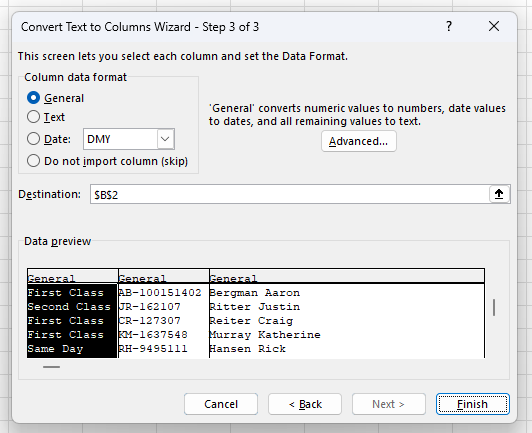 Convert Text to Columns Wizard - Step 3 of 3 ? ×
This screen lets you select each column and set the Data Format.
Column data format
General
Text
Date: DMY
Do not import column (skip)
'General' converts numeric values to numbers, date values
to dates, and all remaining values to text.
Advanced...
Destination: $B$2
Data preview
General General General
First Class AB-100151402 Bergman Aaron
Second Class JR-162107 Ritter Justin
First Class CR-127307 Reiter Craig
First Class KM-1637548 Murray Katherine
Same Day RH-9495111 Hansen Rick
Cancel < Back Next > Finish